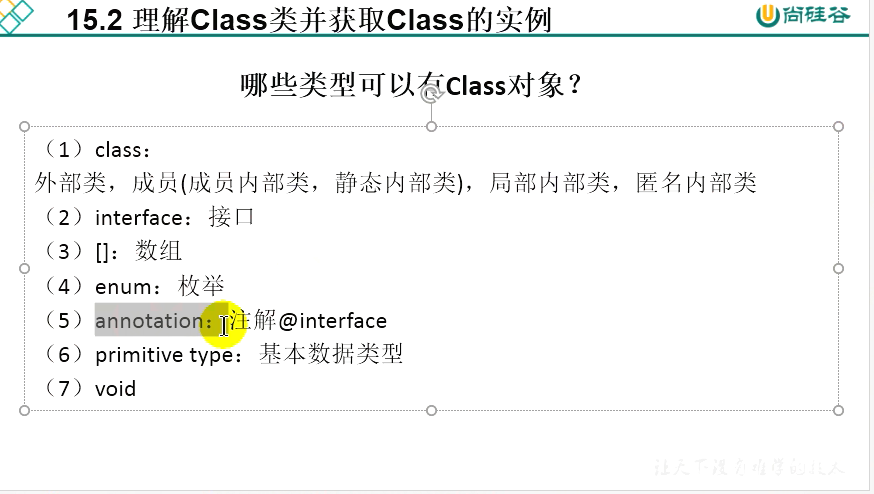 15.2 理解Class类并获取Class的实例
尚硅谷
哪些类型可以有Class对象？
（1）class：
外部类，成员(成员内部类，静态内部类)，局部内部类，匿名内部类
（2）interface：接口
（3）[]：数组
（4）enum：枚举
（5）annotation：注解@interface
（6）primitive type：基本数据类型
（7）void
让天下没有难学的技术